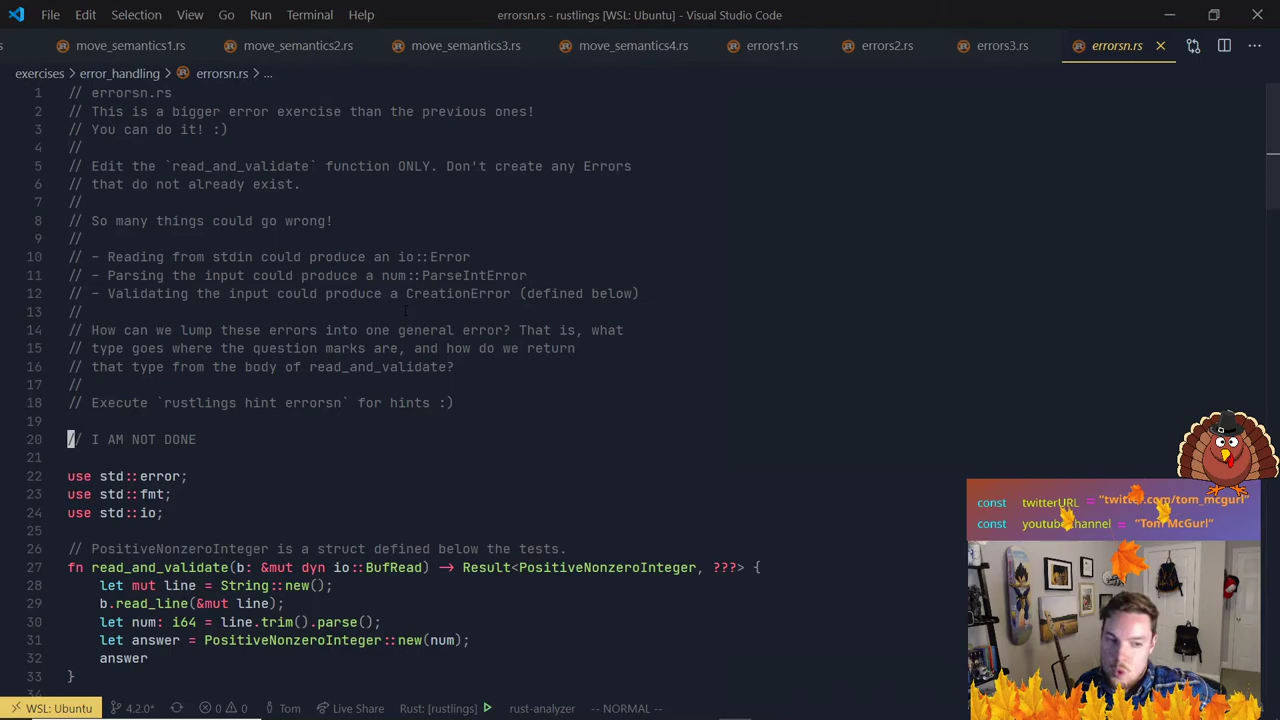 File Edit Selection View Go Run Terminal Help errorsn.rs - rustlings [WSL: Ubuntu] - Visual Studio Code
s move_semantics1.rs move_semantics2.rs move_semantics3.rs move_semantics4.rs errors1.rs errors2.rs errors3.rs errorsn.rs
exercises > error_handling > errorsn.rs > ...
1 // errorsn.rs
2 // This is a bigger error exercise than the previous ones!
3 // You can do it! :)
4 //
5 // Edit the `read_and_validate` function ONLY. Don't create any Errors
6 // that do not already exist.
7 //
8 // So many things could go wrong!
9 //
10 // - Reading from stdin could produce an io::Error
11 // - Parsing the input could produce a num::ParseIntError
12 // - Validating the input could produce a CreationError (defined below)
13 //
14 // How can we lump these errors into one general error? That is, what
15 // type goes where the question marks are, and how do we return
16 // that type from the body of read_and_validate?
17 //
18 // Execute `rustlings hint errorsn` for hints :)
19
20 // I AM NOT DONE
21
22 use std::error;
23 use std::fmt;
24 use std::io;
25
26 // PositiveNonzeroInteger is a struct defined below the tests.
27 fn read_and_validate(b: &mut dyn io::BufRead) -> Result<PositiveNonzeroInteger, ???> {
28 let mut line = String::new();
29 b.read_line(&mut line);
30 let num: i64 = line.trim().parse();
31 let answer = PositiveNonzeroInteger::new(num);
32 answer
33 }
34
const twitterURL = "twitter.com/tom_mcgurl"
const = "Tom McGurl"
WSL: Ubuntu 4.2.0* 0 0 Tom Live Share Rust: [rustlings] rust-analyzer -- NORMAL --